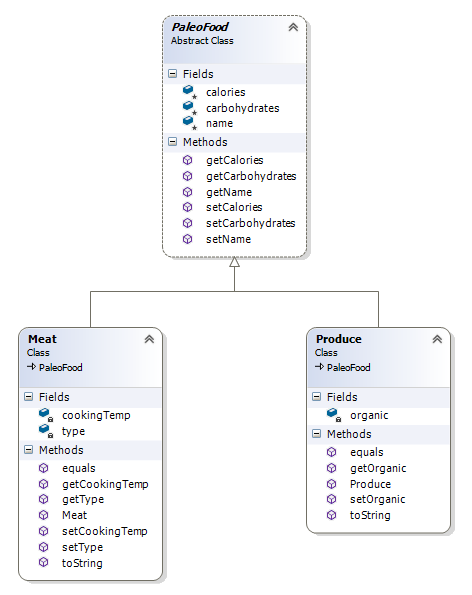 PaleoFood
Abstract Class
Fields
calories
carbohydrates
name
Methods
getCalories
getCarbohydrates
getName
setCalories
setCarbohydrates
setName
Meat
Class
PaleoFood
Fields
cookingTemp
type
Methods
equals
getCookingTemp
getType
Meat
setCookingTemp
setType
toString
Produce
Class
PaleoFood
Fields
organic
Methods
equals
getOrganic
Produce
setOrganic
toString